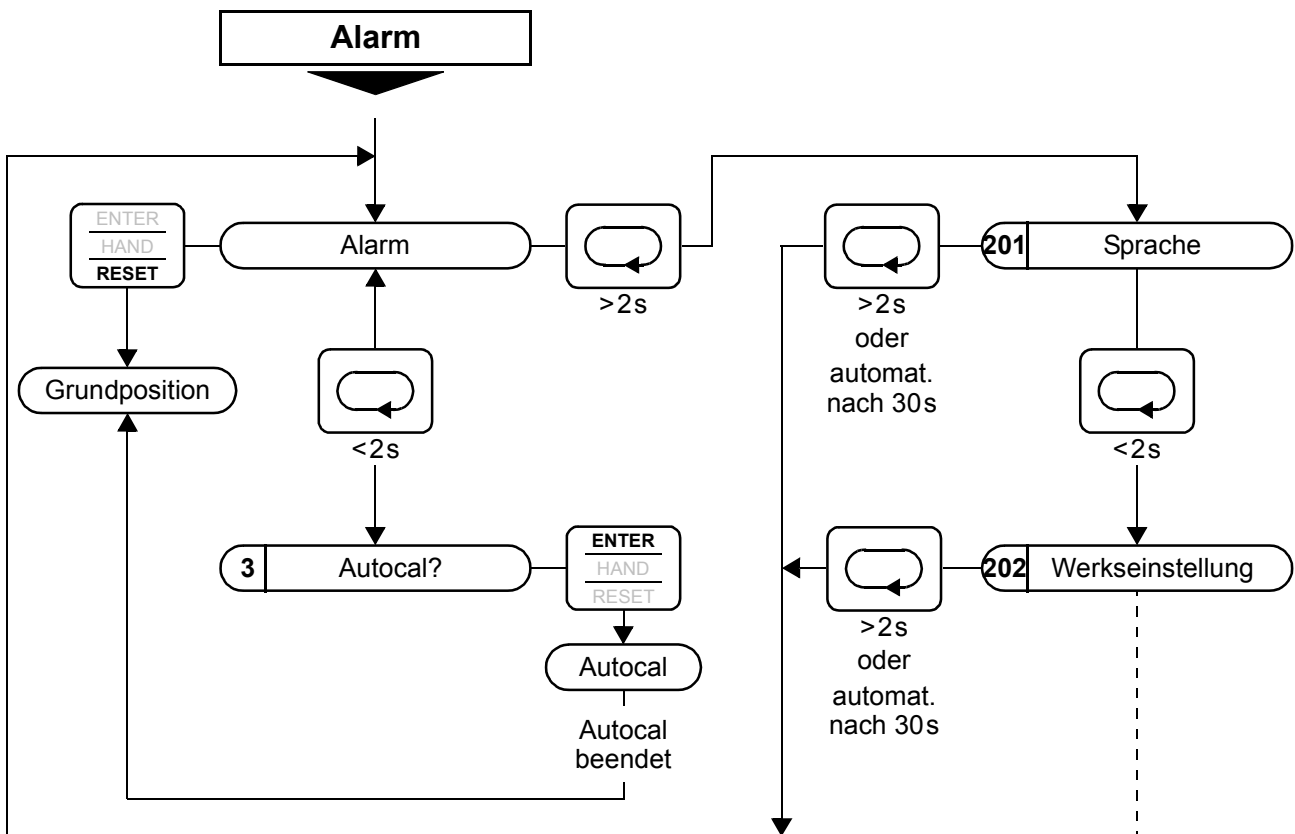 Alarm
ENTER
HAND
RESET
Alarm
>2s
>2s
oder
automat.
nach 30s
201 Sprache
Grundposition
<2s
<2s
3 Autocal?
ENTER
HAND
RESET
>2s
oder
automat.
nach 30s
202 Werkseinstellung
Autocal
Autocal
beendet